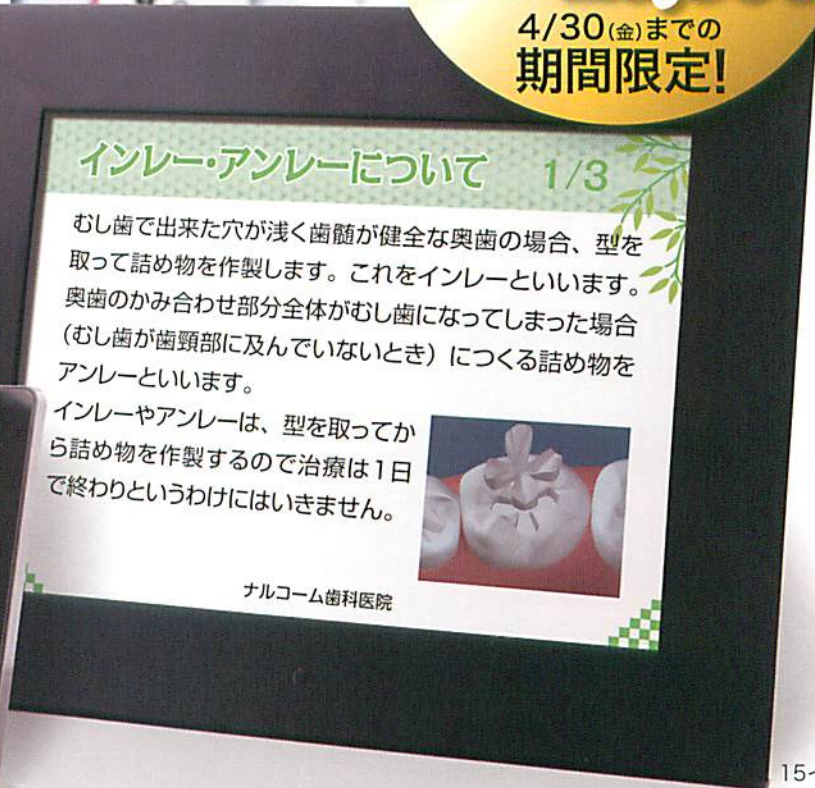 4/30(金)までの
期間限定!
インレー・アンレーについて 1/3
むし歯で出来た穴が浅く歯髄が健全な奥歯の場合、型を
取って詰め物を作製します。これをインレーといいます。
奥歯のかみ合わせ部分全体がむし歯になってしまった場合
(むし歯が歯頸部に及んでいないとき)につくる詰め物を
アンレーといいます。
インレーやアンレーは、型を取ってか
ら詰め物を作製するので治療は1日
で終わりというわけにはいきません。
ナルコーム歯科医院